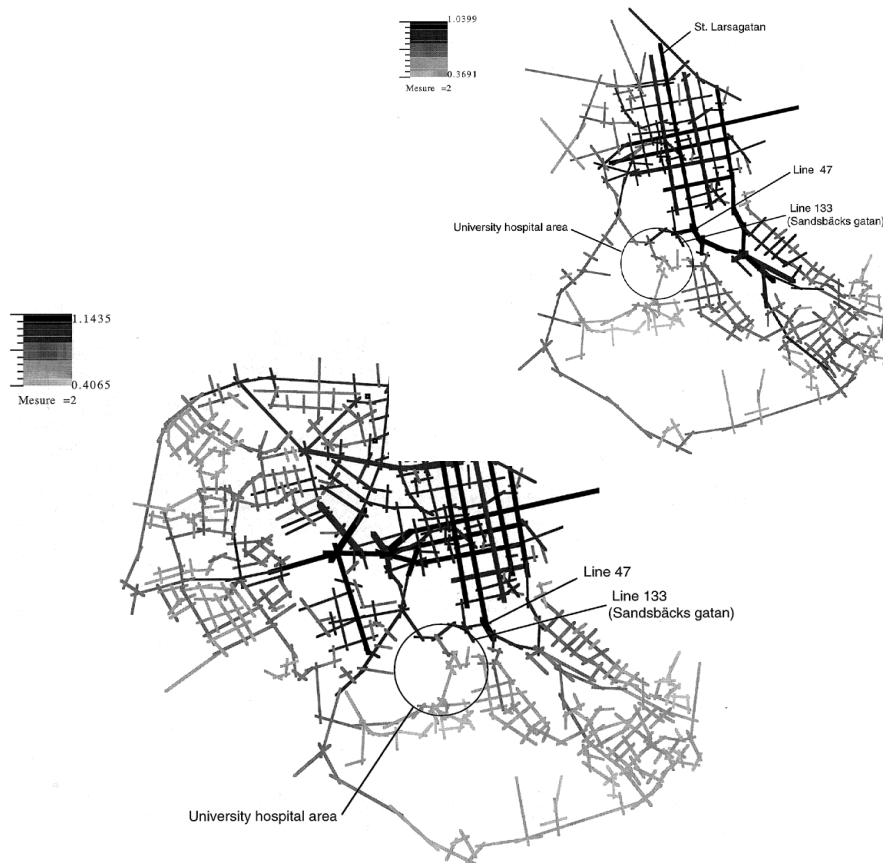 1.0399
0.3691
Mesure =2
St. Larsagatan
Line 47
Line 133
(Sandsbäcks gatan)
University hospital area
1.1435
0.4065
Mesure =2
Line 47
Line 133
(Sandsbäcks gatan)
University hospital area